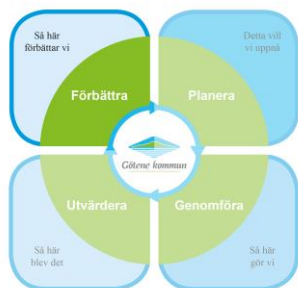 Så här
förbättar vi
Detta vill
vi uppnå
Förbättra
Planera
Götene kommun
Utvärdera
Genomföra
Så här
blev det
Så här
gör vi